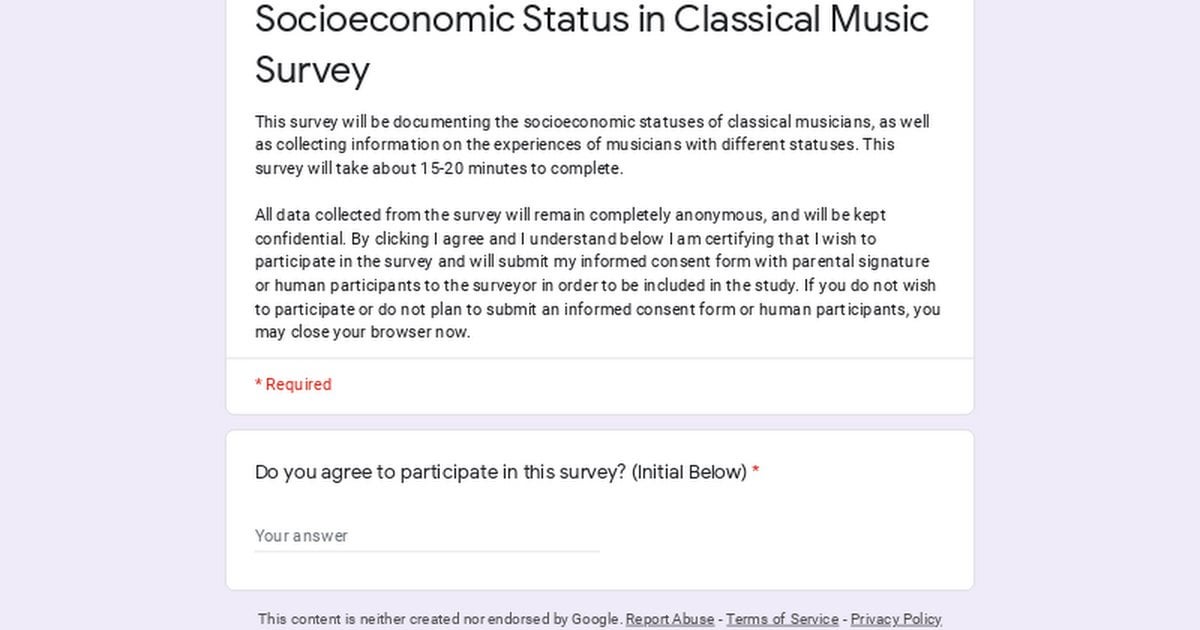 Socioeconomic Status in Classical Music
Survey
This survey will be documenting the socioeconomic statuses of classical musicians, as well
as collecting information on the experiences of musicians with different statuses. This
survey will take about 15-20 minutes to complete.
All data collected from the survey will remain completely anonymous, and will be kept
confidential. By clicking I agree and I understand below I am certifying that I wish to
participate in the survey and will submit my informed consent form with parental signature
or human participants to the surveyor in order to be included in the study. If you do not wish
to participate or do not plan to submit an informed consent form or human participants, you
may close your browser now.
* Required
Do you agree to participate in this survey? (Initial Below) *
Your answer
This content is neither created nor endorsed by Google. Report Abuse - Terms of Service - Privacy Policy